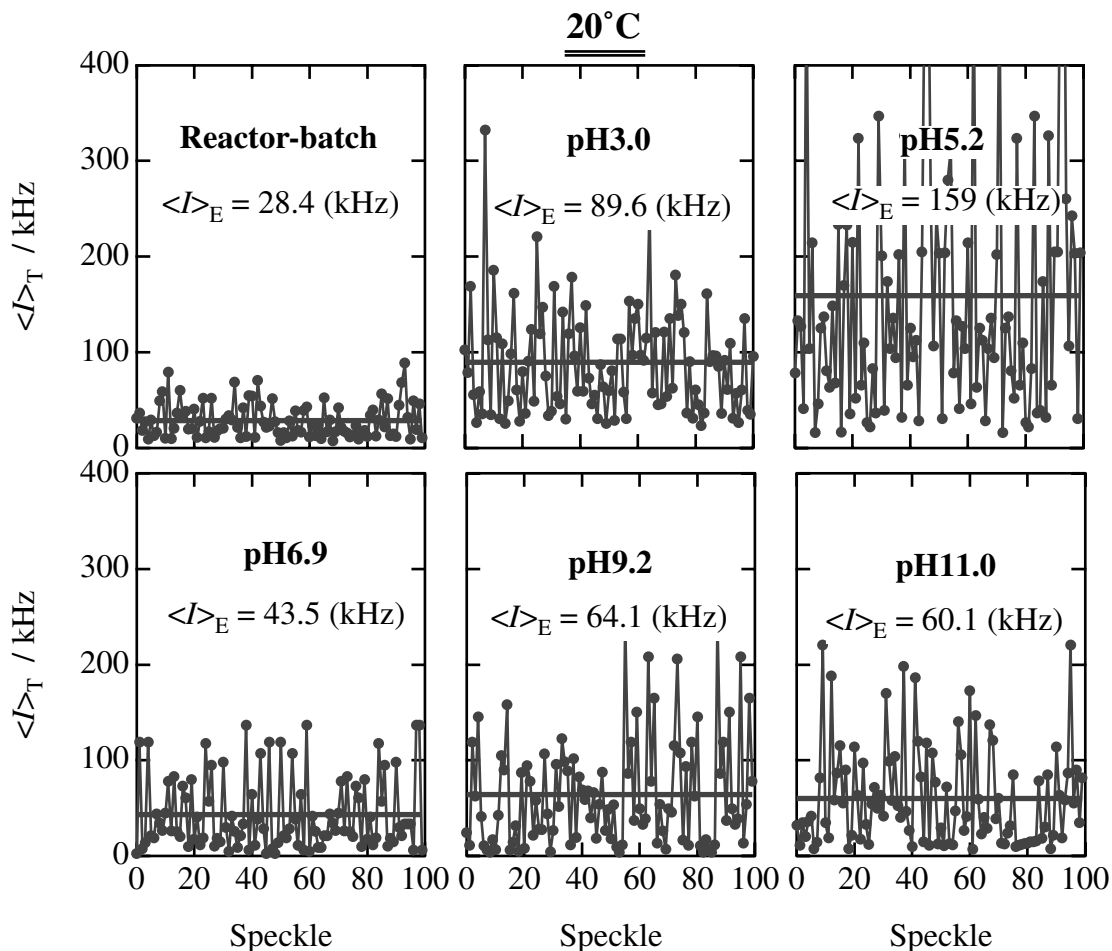 20˚C
400
300
200
100
0
<I>T / kHz
Reactor-batch
<I>E = 28.4 (kHz)
pH3.0
<I>E = 89.6 (kHz)
pH5.2
<I>E = 159 (kHz)
400
300
200
100
0
<I>T / kHz
pH6.9
<I>E = 43.5 (kHz)
pH9.2
<I>E = 64.1 (kHz)
pH11.0
<I>E = 60.1 (kHz)
0 20 40 60 80 100
0 20 40 60 80 100
0 20 40 60 80 100
Speckle
Speckle
Speckle